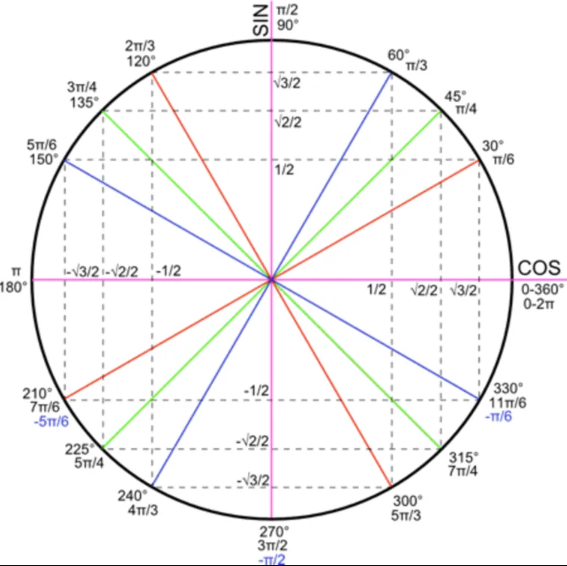 SIN
π/2
90°
2π/3
120°
60°
π/3
3π/4
135°
√3/2
45°
π/4
√2/2
5π/6
150°
30°
π/6
1/2
π
180°
-√3/2
-√2/2
-1/2
1/2
√2/2
√3/2
COS
0-360°
0-2π
210°
7π/6
-5π/6
-1/2
330°
11π/6
-π/6
225°
5π/4
-√2/2
315°
7π/4
-√3/2
240°
4π/3
300°
5π/3
270°
3π/2
-π/2